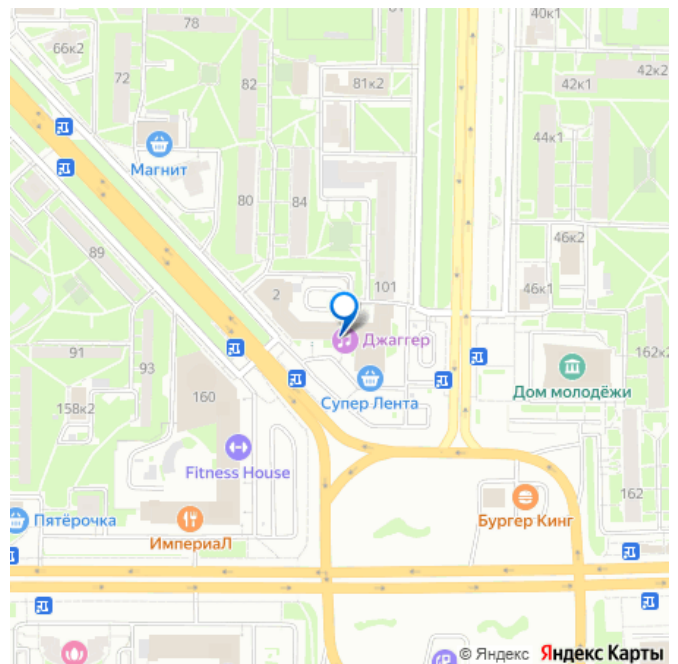 78
81
40к1
66к2
72
82
81к2
42к1
42к2
44к1
Магнит
80
84
89
46к2
101
2
46к1
Джаггер
91
93
162к2
Дом молодёжи
Супер Лента
158к2
160
Fitness House
162
Пятёрочка
ИмпериаЛ
Бургер Кинг
© Яндекс Яндекс Карты